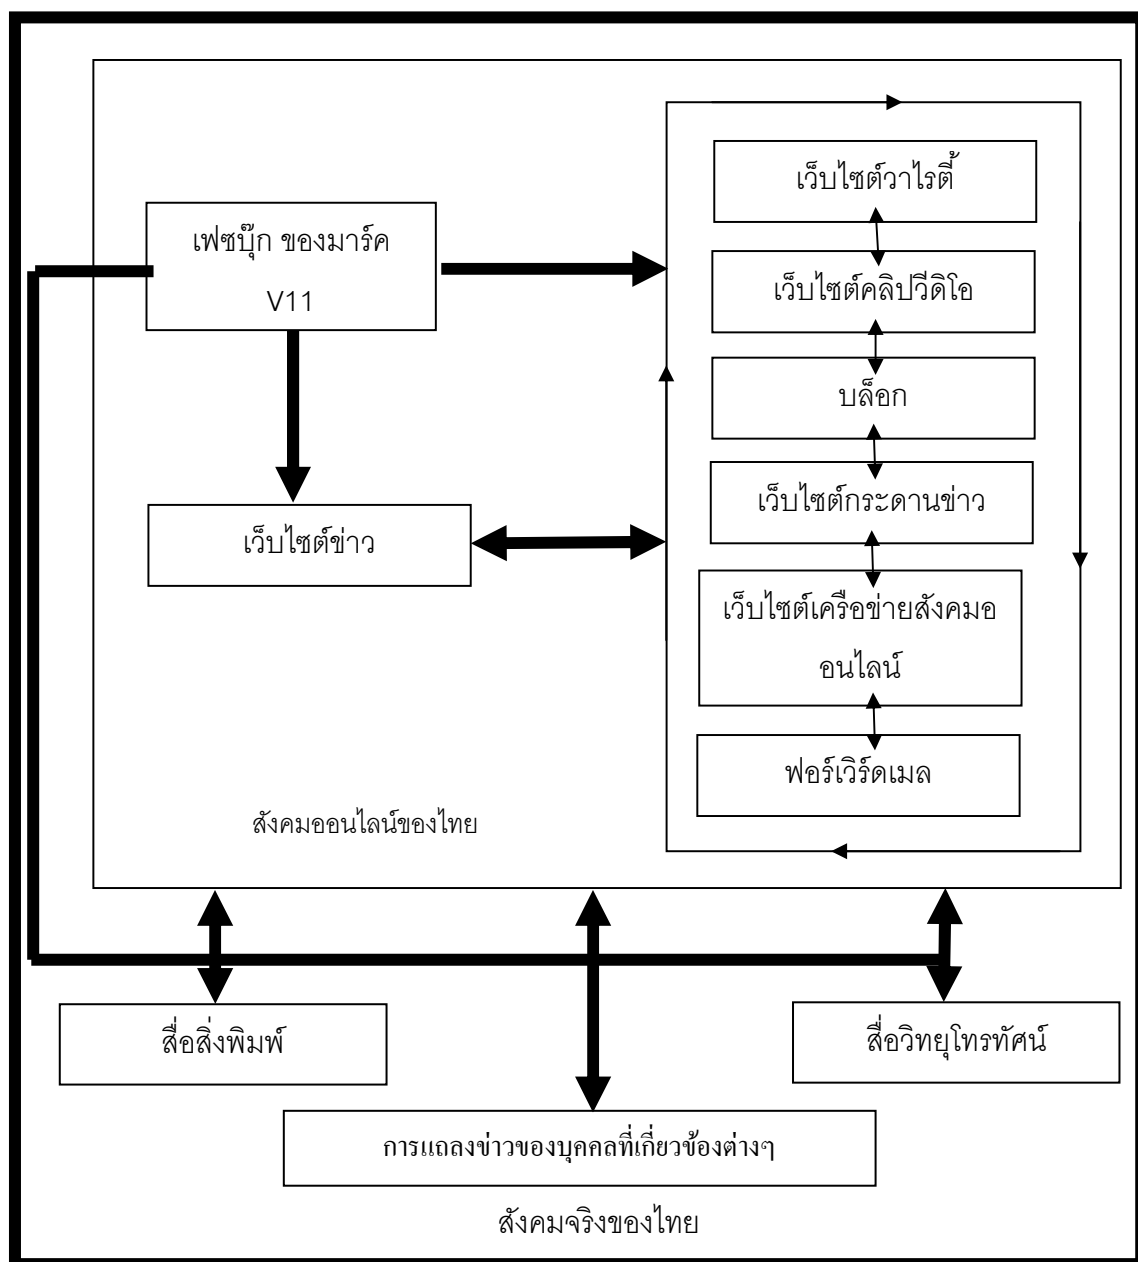 เว็บไซต์วาไรตี้
เฟซบุ๊ก ของมาร์ค
V11
เว็บไซต์คลิปวีดิโอ
บล็อก
เว็บไซต์กระดานข่าว
เว็บไซต์ข่าว
เว็บไซต์เครือข่ายสังคมอ
อนไลน์
ฟอร์เวิร์ดเมล
สังคมออนไลน์ของไทย
สื่อสิ่งพิมพ์
สื่อวิทยุโทรทัศน์
การแถลงข่าวของบุคคลที่เกี่ยวข้องต่างๆ
สังคมจริงของไทย